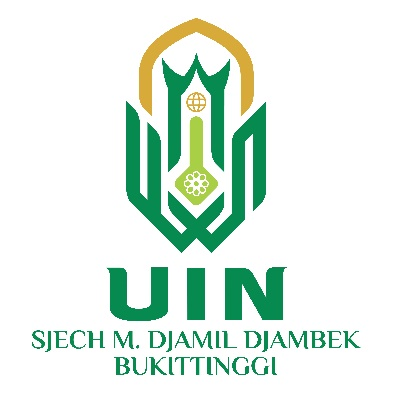 UIN
SJECH M. DJAMIL DJAMBEK
BUKITTINGGI